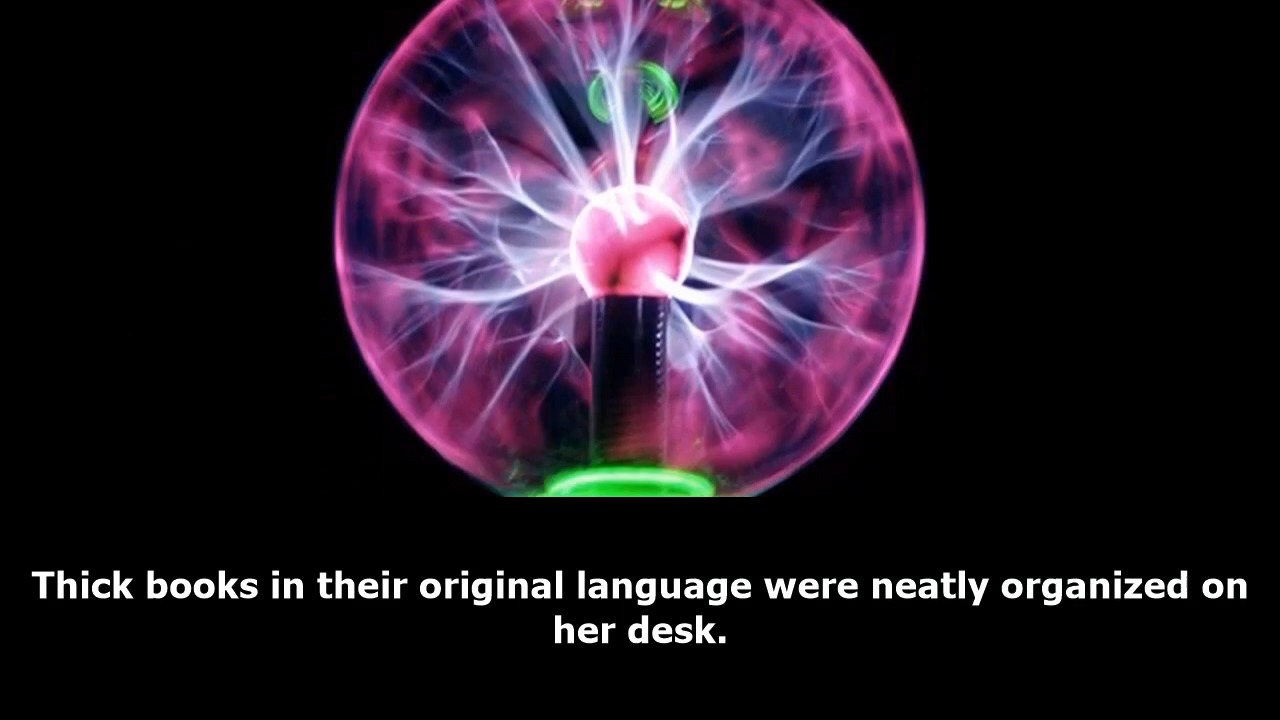 Thick books in their original language were neatly organized on
her desk.